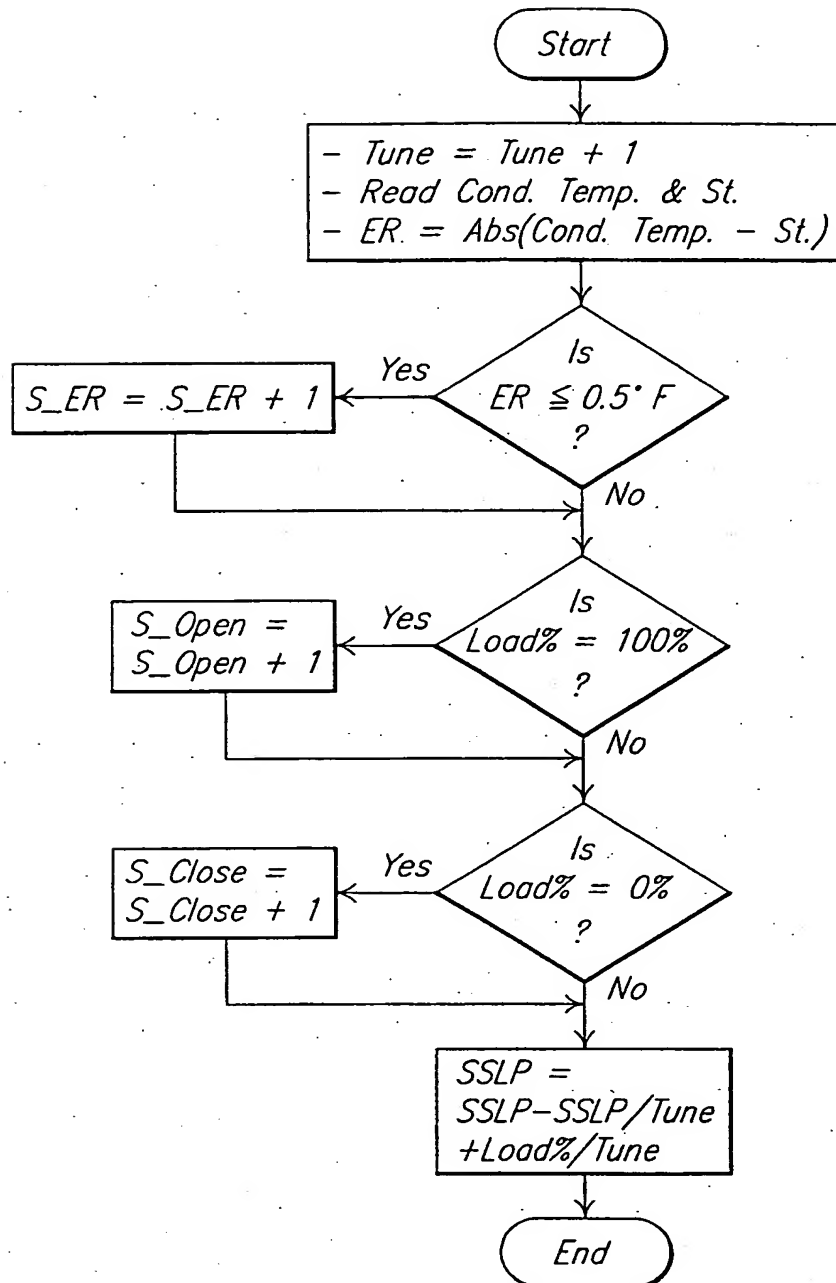 Start
- Tune = Tune + 1
- Read Cond. Temp. & St.
- ER = Abs(Cond. Temp. - St.)
Is
ER ≦ 0.5° F
?
Yes
S_ER = S_ER + 1
No
Is
Load% = 100%
?
Yes
S_Open =
S_Open + 1
No
Is
Load% = 0%
?
Yes
S_Close =
S_Close + 1
No
SSLP =
SSLP-SSLP/Tune
+Load%/Tune
End